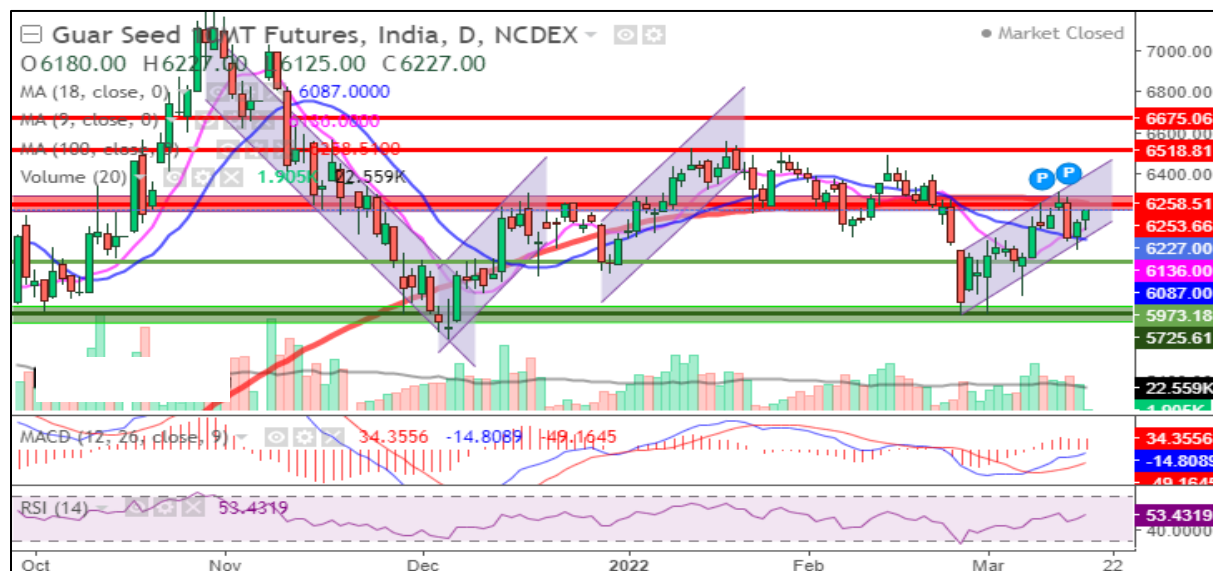 Guar Seed 10MT Futures, India, D, NCDEX
Market Closed
O6180.00 H6227.00 L6125.00 C6227.00
MA (18, close, 0) 6087.0000
MA (9, close, 0) 6136.0000
MA (100, close, 0) 6258.5100
Volume (20) 1.905K 22.559K
P P
7000.00
6800.00
6675.06
6600.00
6518.81
6400.00
6258.51
6253.66
6227.00
6136.00
6087.00
5973.18
5725.61
22.559K
1.905K
MACD (12, 26, close, 9) 34.3556 -14.8089 -49.1645
34.3556
-14.8089
-49.1645
RSI (14) 53.4319
53.4319
40.0000
Oct Nov Dec 2022 Feb Mar 22